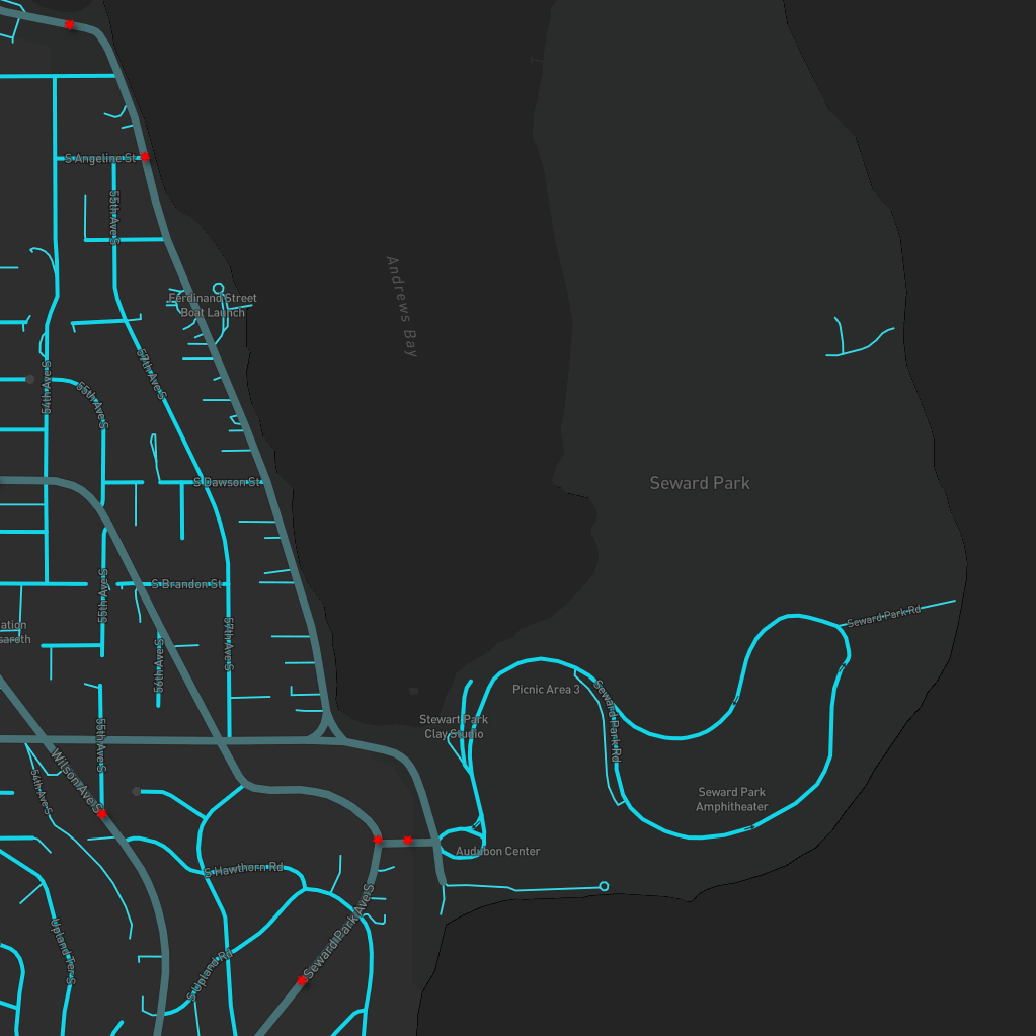 S Angeline St
55th Ave S
Andrews Bay
Ferdinand Street
Boat Launch
57th Ave S
54th Ave S
55th Ave S
S Dawson St
Seward Park
S Brandon St
55th Ave S
57th Ave S
56th Ave S
Seward Park Rd
Picnic Area 3
Seward Park Rd
Stewart Park
Clay Studio
55th Ave S
Wilson Ave S
54th Ave S
Seward Park
Amphitheater
Audubon Center
S Hawthorn Rd
Seward Park Ave S
Upland Ter S
S Upland Rd